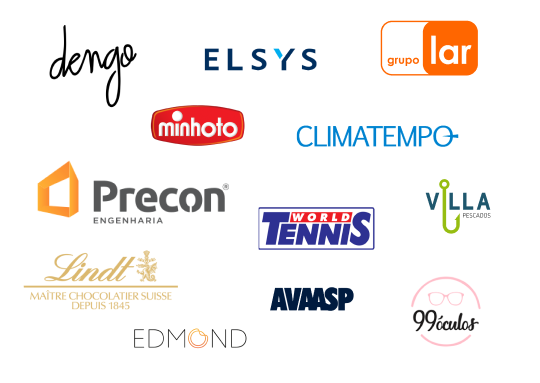 dengo
ELSYS
grupo lar
minhoto
CLIMATEMPO
Precon®
ENGENHARIA
WORLD
TENNIS
VILLA
PESCADOS
Lindt
MAÎTRE CHOCOLATIER SUISSE
DEPUIS 1845
AVAASP
99óculos
EDMOND